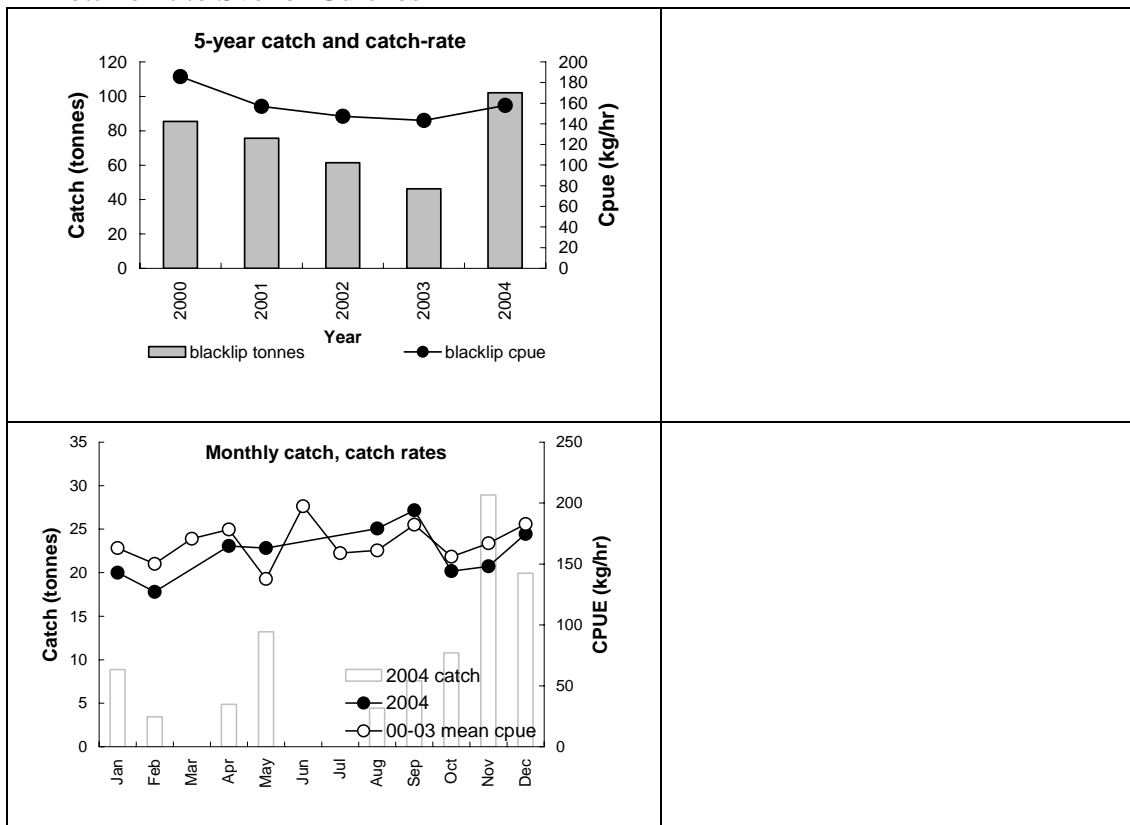 5-year catch and catch-rate
120
100
80
60
40
20
0
Catch (tonnes)
200
180
160
140
120
100
80
60
40
20
0
Cpue (kg/hr)
2000
2001
2002
2003
2004
Year
blacklip tonnes
blacklip cpue
Monthly catch, catch rates
35
30
25
20
15
10
5
0
Catch (tonnes)
250
200
150
100
50
0
CPUE (kg/hr)
2004 catch
2004
00-03 mean cpue
Jan
Feb
Mar
Apr
May
Jun
Jul
Aug
Sep
Oct
Nov
Dec